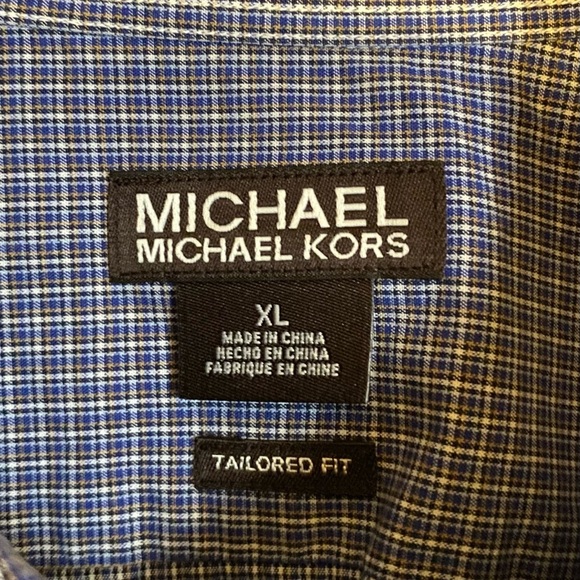 MICHAEL
MICHAEL KORS
XL
MADE IN CHINA
HECHO EN CHINA
FABRIQUE EN CHINE
TAILORED FIT